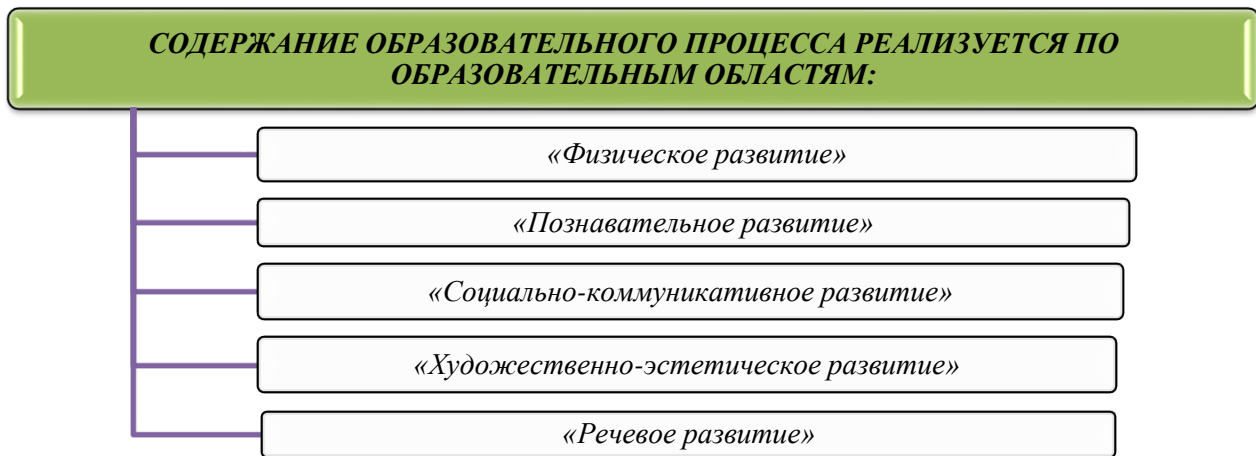 СОДЕРЖАНИЕ ОБРАЗОВАТЕЛЬНОГО ПРОЦЕССА РЕАЛИЗУЕТСЯ ПО
ОБРАЗОВАТЕЛЬНЫМ ОБЛАСТЯМ:
«Физическое развитие»
«Познавательное развитие»
«Социально-коммуникативное развитие»
«Художественно-эстетическое развитие»
«Речевое развитие»